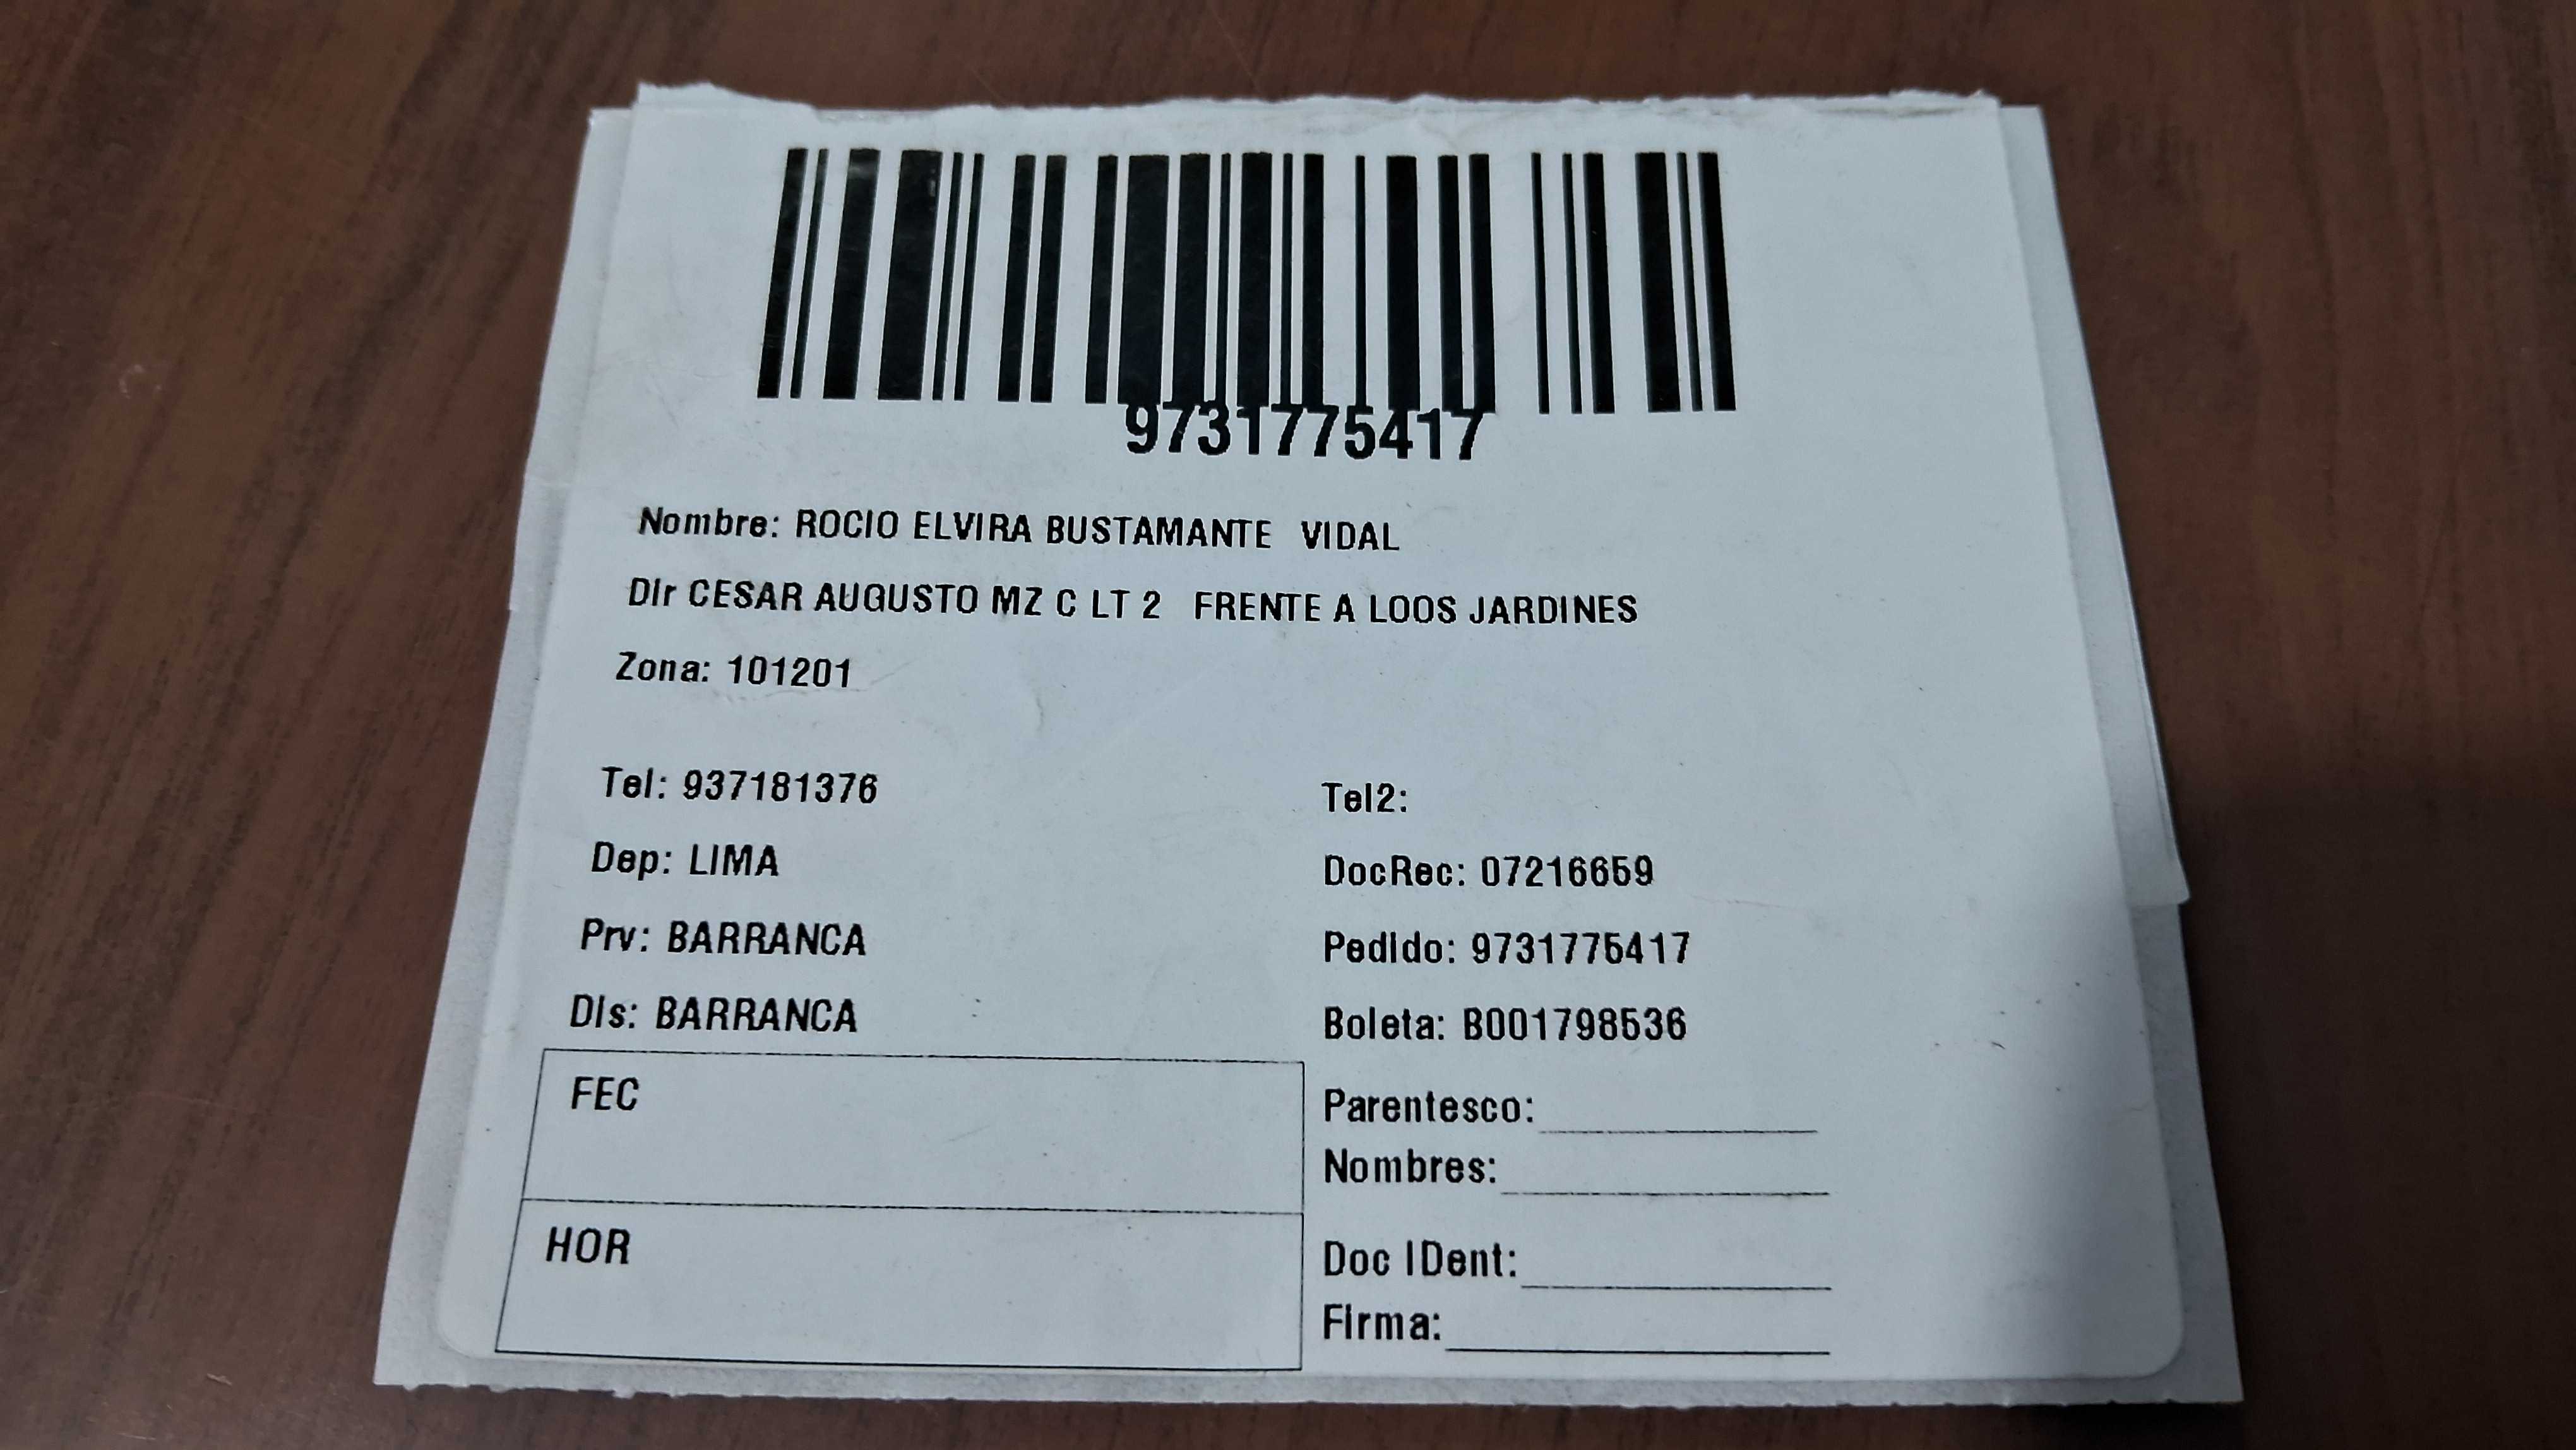 9731775417
Nombre: ROCIO ELVIRA BUSTAMANTE VIDAL
Dir CESAR AUGUSTO MZ C LT 2 FRENTE A LOOS JARDINES
Zona: 101201
Tel: 937181376 Tel2:
Dep: LIMA DocRec: 07216659
Prv: BARRANCA Pedido: 9731775417
Dis: BARRANCA Boleta: B001798536
FEC Parentesco:
Nombres:
HOR Doc IDent:
Firma: